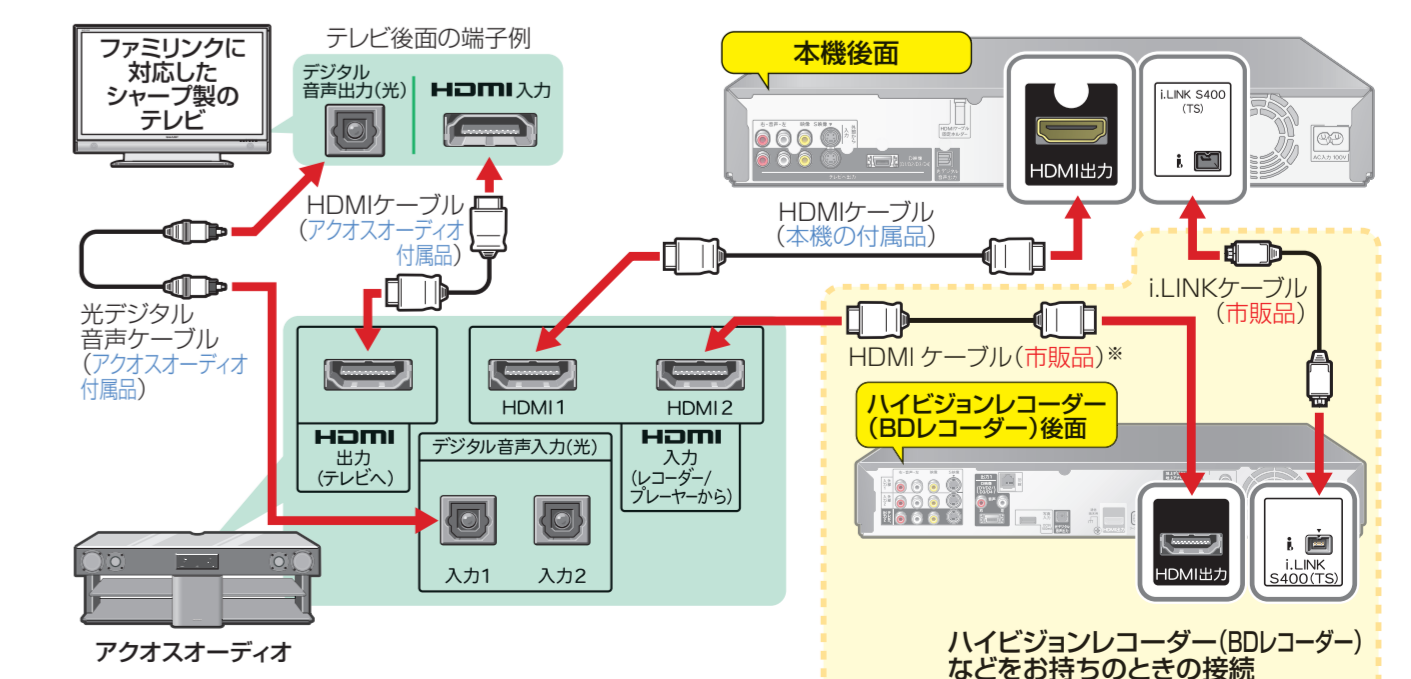 ファミリンクに
対応した
シャープ製の
テレビ
テレビ後面の端子例
デジタル
音声出力(光)
HDMI 入力
本機後面
HDMI出力
i.LINK S400
(TS)
i
AC入力 100V
HDMIケーブル
(アクオスオーディオ
付属品)
HDMIケーブル
(本機の付属品)
i.LINKケーブル
(市販品)
光デジタル
音声ケーブル
(アクオスオーディオ
付属品)
HDMI ケーブル(市販品)※
HDMI 1
HDMI 2
HDMI
出力
(テレビへ)
デジタル音声入力(光)
入力1
入力2
HDMI
入力
(レコーダー/
プレーヤーから)
ハイビジョンレコーダー
(BDレコーダー)後面
HDMI出力
i
i.LINK
S400(TS)
アクオスオーディオ
ハイビジョンレコーダー(BDレコーダー)
などをお持ちのときの接続